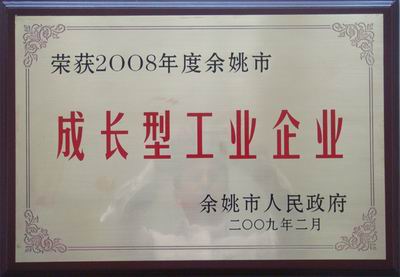 荣获2008年度余姚市
成长型工业企业
余姚市人民政府
二〇〇九年二月